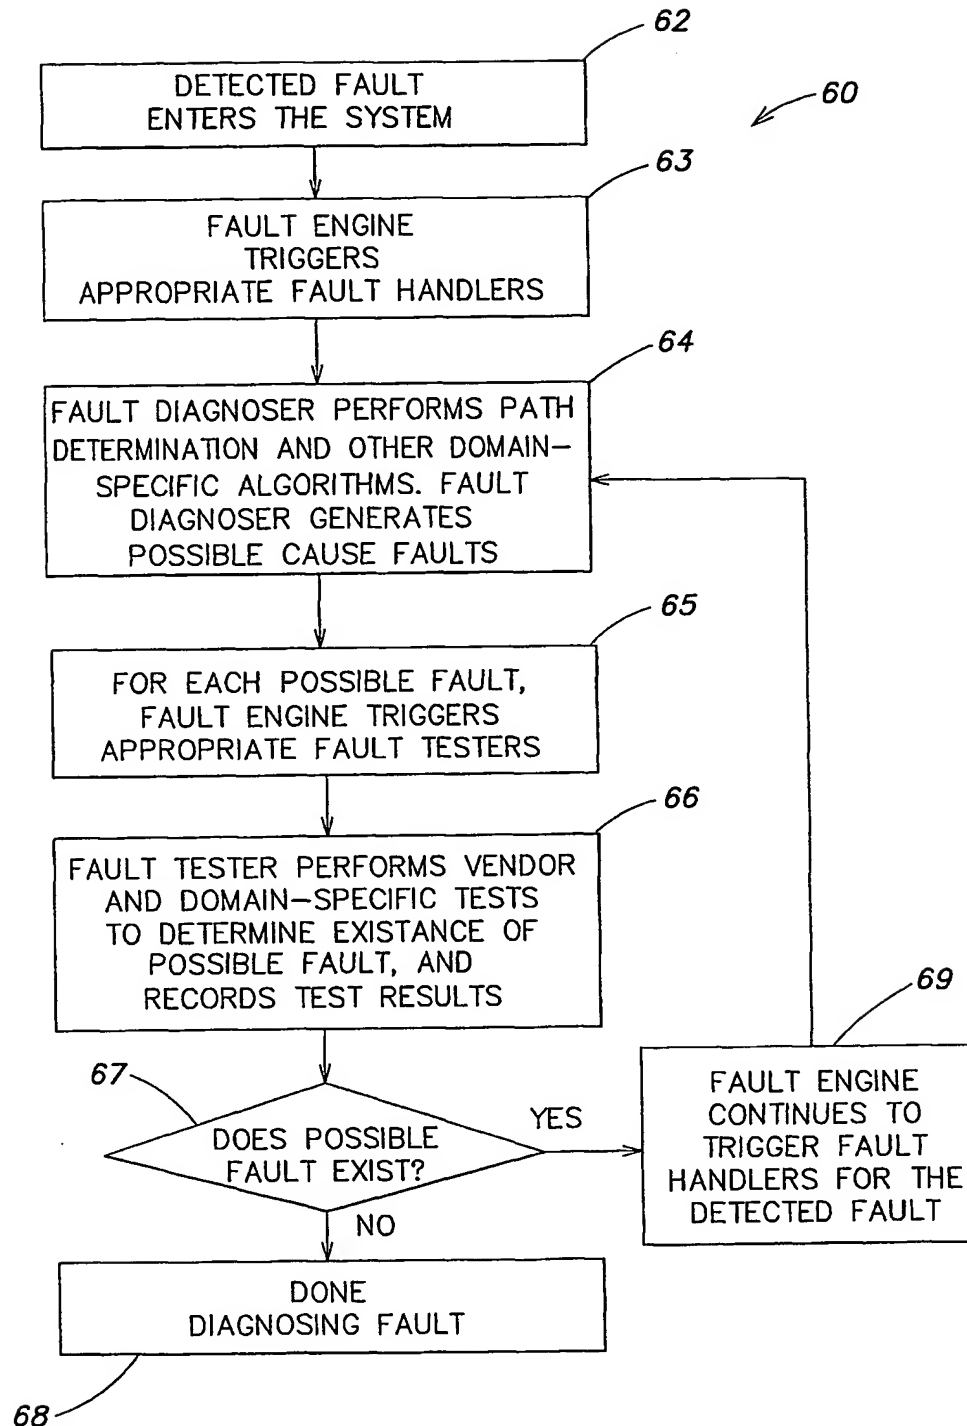 62
DETECTED FAULT
ENTERS THE SYSTEM
60
63
FAULT ENGINE
TRIGGERS
APPROPRIATE FAULT HANDLERS
64
FAULT DIAGNOSER PERFORMS PATH
DETERMINATION AND OTHER DOMAIN-
SPECIFIC ALGORITHMS. FAULT
DIAGNOSER GENERATES
POSSIBLE CAUSE FAULTS
65
FOR EACH POSSIBLE FAULT,
FAULT ENGINE TRIGGERS
APPROPRIATE FAULT TESTERS
66
FAULT TESTER PERFORMS VENDOR
AND DOMAIN-SPECIFIC TESTS
TO DETERMINE EXISTANCE OF
POSSIBLE FAULT, AND
RECORDS TEST RESULTS
67
DOES POSSIBLE
FAULT EXIST?
YES
NO
69
FAULT ENGINE
CONTINUES TO
TRIGGER FAULT
HANDLERS FOR THE
DETECTED FAULT
DONE
DIAGNOSING FAULT
68